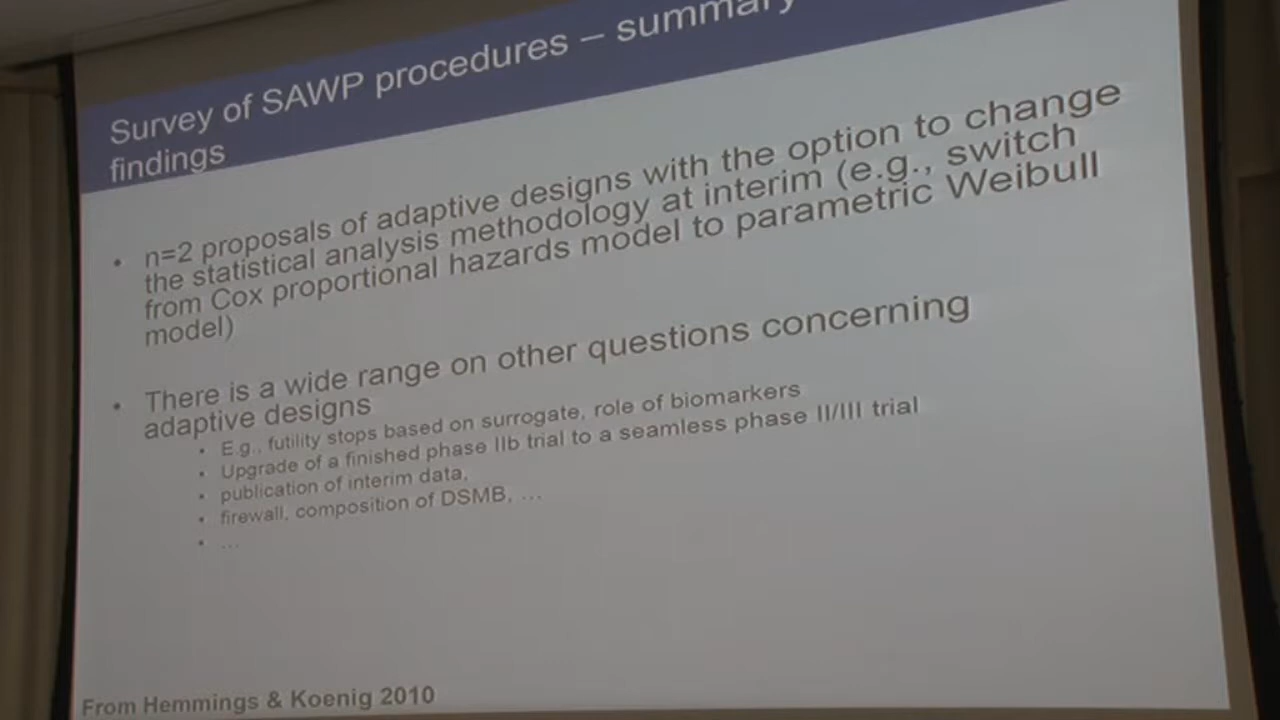 Survey of SAWP procedures – summary
findings
• n=2 proposals of adaptive designs with the option to change
the statistical analysis methodology at interim (e.g., switch
from Cox proportional hazards model to parametric Weibull
model)
• There is a wide range on other questions concerning
adaptive designs
• E.g., futility stops based on surrogate, role of biomarkers
• Upgrade of a finished phase IIb trial to a seamless phase II/III trial
• publication of interim data,
• firewall, composition of DSMB, ...
• ...
From Hemmings & Koenig 2010